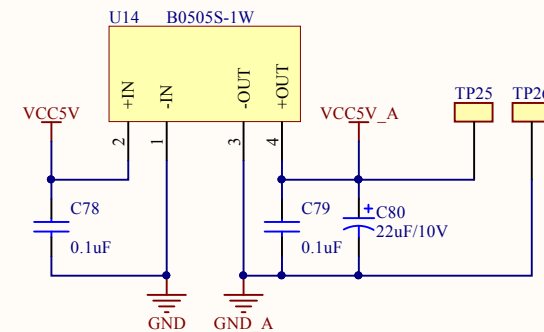 U14 B0505S-1W
+IN
-IN
-OUT
+OUT
VCC5V
VCC5V_A
TP25
TP26
2
1
3
4
C78
0.1uF
C79
0.1uF
+
C80
22uF/10V
GND
GND_A